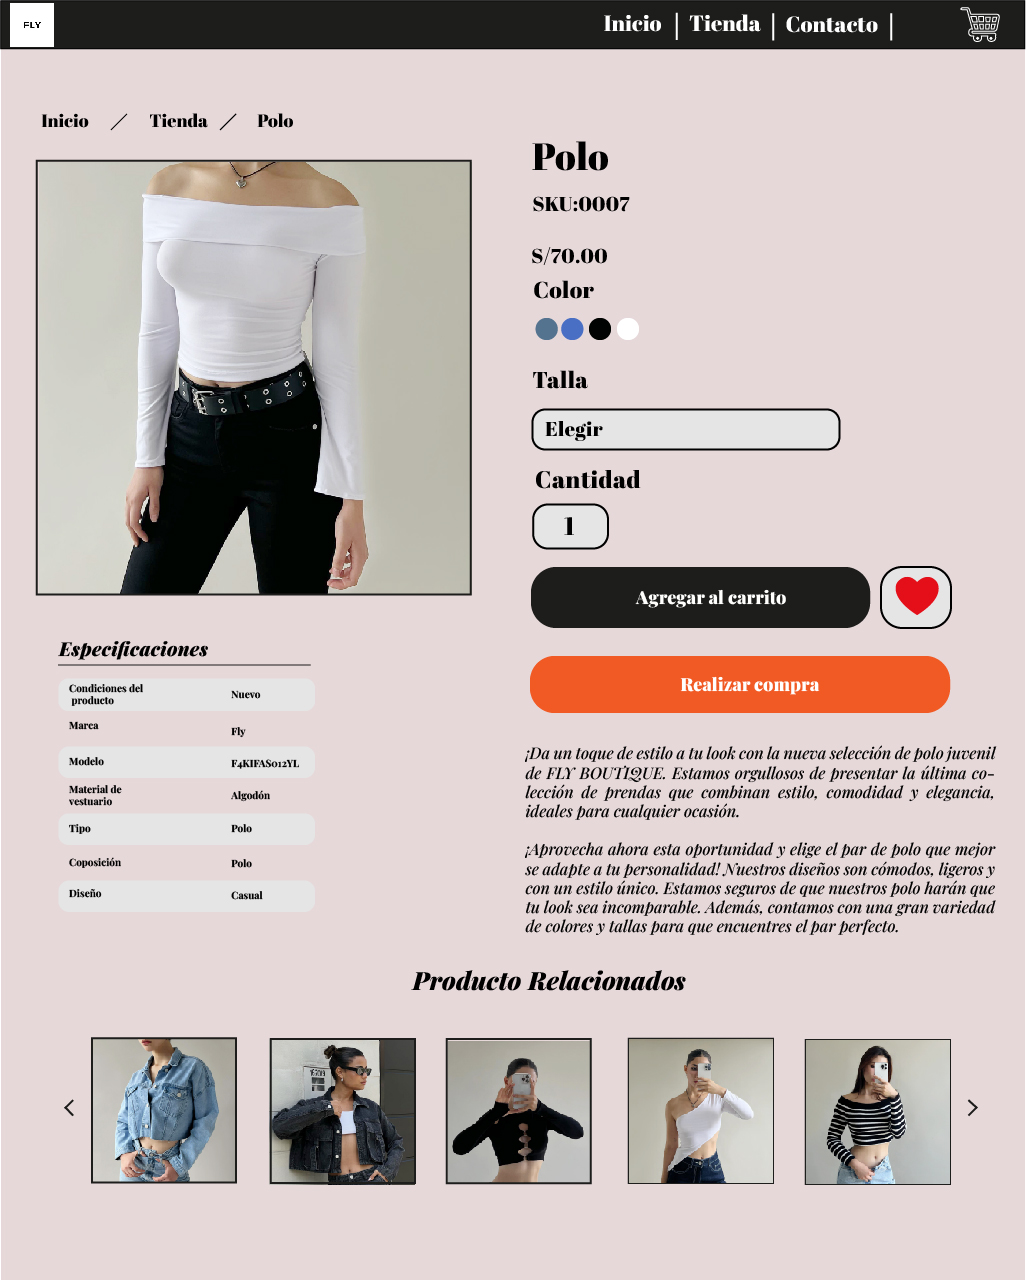 FLY
Inicio | Tienda | Contacto |
Inicio / Tienda / Polo
Polo
SKU:0007
S/70.00
Color
Talla
Elegir
Cantidad
1
Agregar al carrito
Realizar compra
Especificaciones
Condiciones del
producto
Nuevo
Marca
Fly
Modelo
F4KIFAS012YL
Material de
vestuario
Algodón
Tipo
Polo
Coposición
Polo
Diseño
Casual
¡Da un toque de estilo a tu look con la nueva selección de polo juvenil
de FLY BOUTIQUE. Estamos orgullosos de presentar la última co-
lección de prendas que combinan estilo, comodidad y elegancia,
ideales para cualquier ocasión.
¡Aprovecha ahora esta oportunidad y elige el par de polo que mejor
se adapte a tu personalidad! Nuestros diseños son cómodos, ligeros y
con un estilo único. Estamos seguros de que nuestros polo harán que
tu look sea incomparable. Además, contamos con una gran variedad
de colores y tallas para que encuentres el par perfecto.
Producto Relacionados